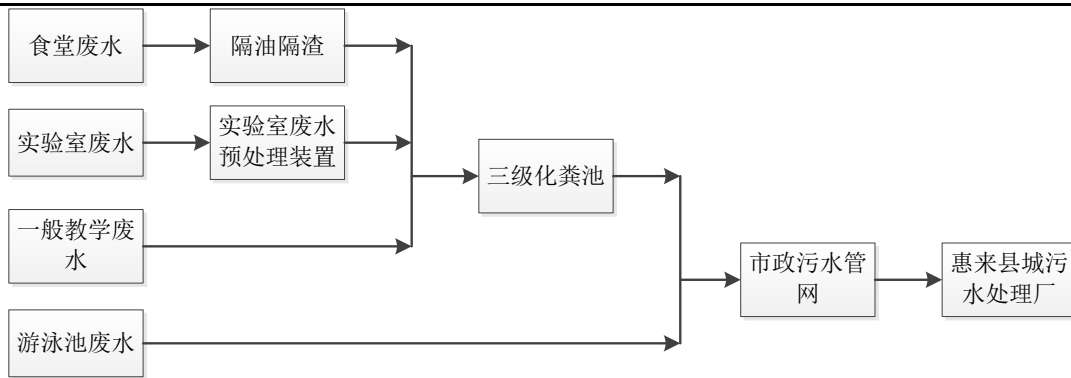 食堂废水
隔油隔渣
实验室废水
实验室废水
预处理装置
三级化粪池
一般教学废
水
市政污水管
网
惠来县城污
水处理厂
游泳池废水